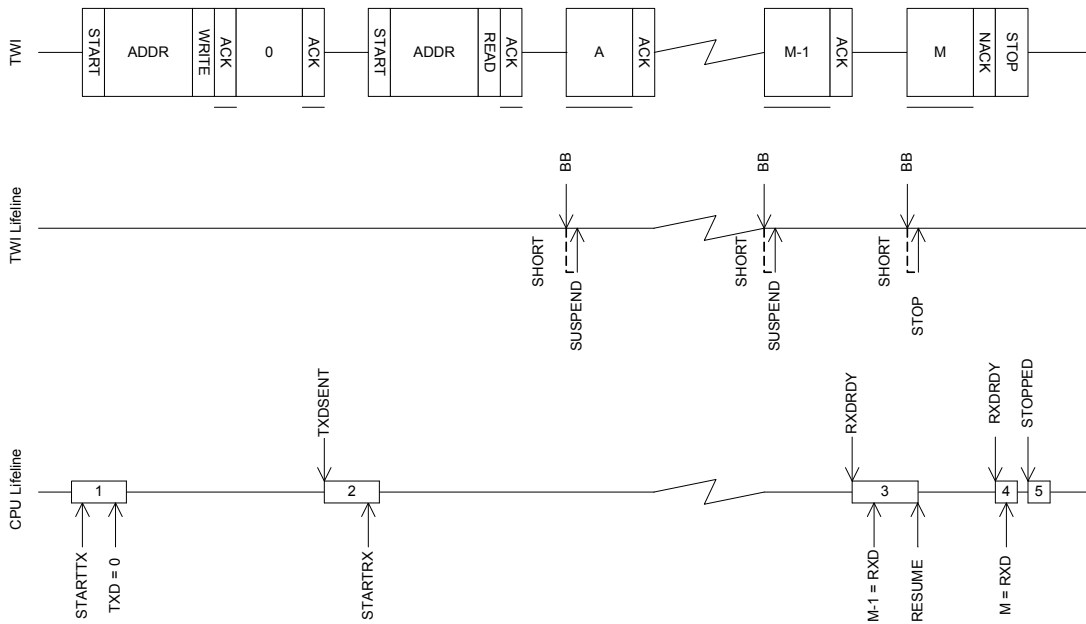 TWI
START
ADDR
WRITE
ACK
0
ACK
START
ADDR
READ
ACK
A
ACK
M-1
ACK
M
NACK
STOP
TWI Lifeline
BB
SHORT
SUSPEND
BB
SHORT
SUSPEND
BB
SHORT
STOP
CPU Lifeline
1
STARTTX
TXD = 0
TXDSENT
2
STARTRX
RXDRDY
3
M-1 = RXD
RESUME
RXDRDY
4
M = RXD
STOPPED
5